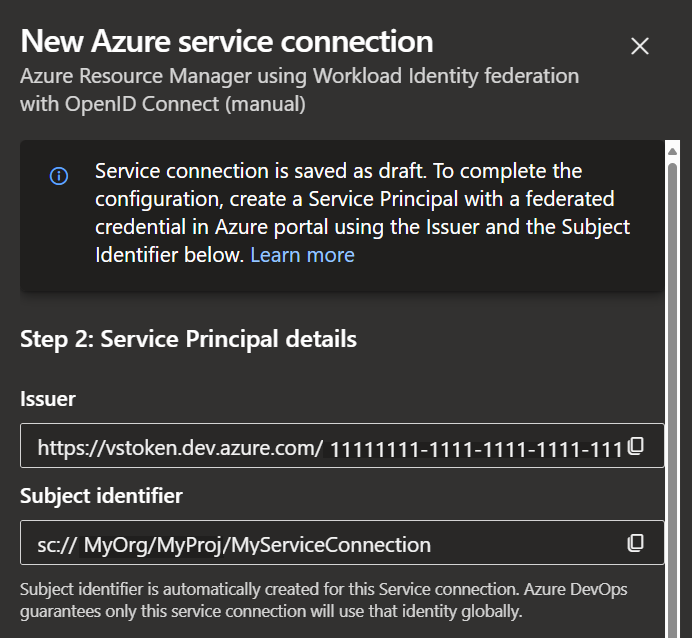 New Azure service connection
Azure Resource Manager using Workload Identity federation
with OpenID Connect (manual)
Service connection is saved as draft. To complete the
configuration, create a Service Principal with a federated
credential in Azure portal using the Issuer and the Subject
Identifier below. Learn more
Step 2: Service Principal details
Issuer
https://vstoken.dev.azure.com/ 11111111-1111-1111-1111-111
Subject identifier
sc:// MyOrg/MyProj/MyServiceConnection
Subject identifier is automatically created for this Service connection. Azure DevOps
guarantees only this service connection will use that identity globally.